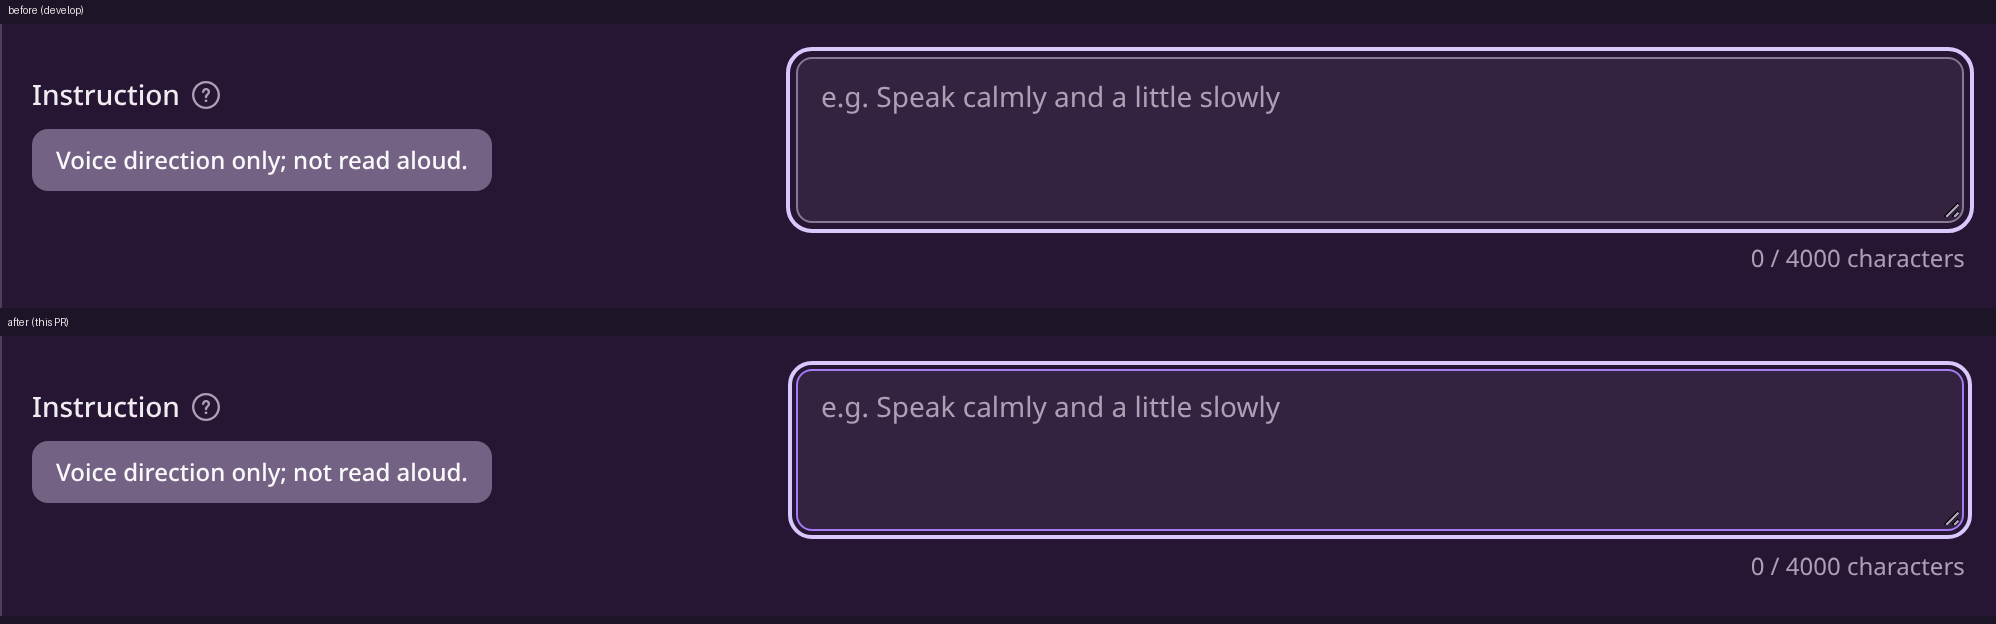 before (develop)
Instruction ?
e.g. Speak calmly and a little slowly
Voice direction only; not read aloud.
0 / 4000 characters
after (this PR)
Instruction ?
e.g. Speak calmly and a little slowly
Voice direction only; not read aloud.
0 / 4000 characters